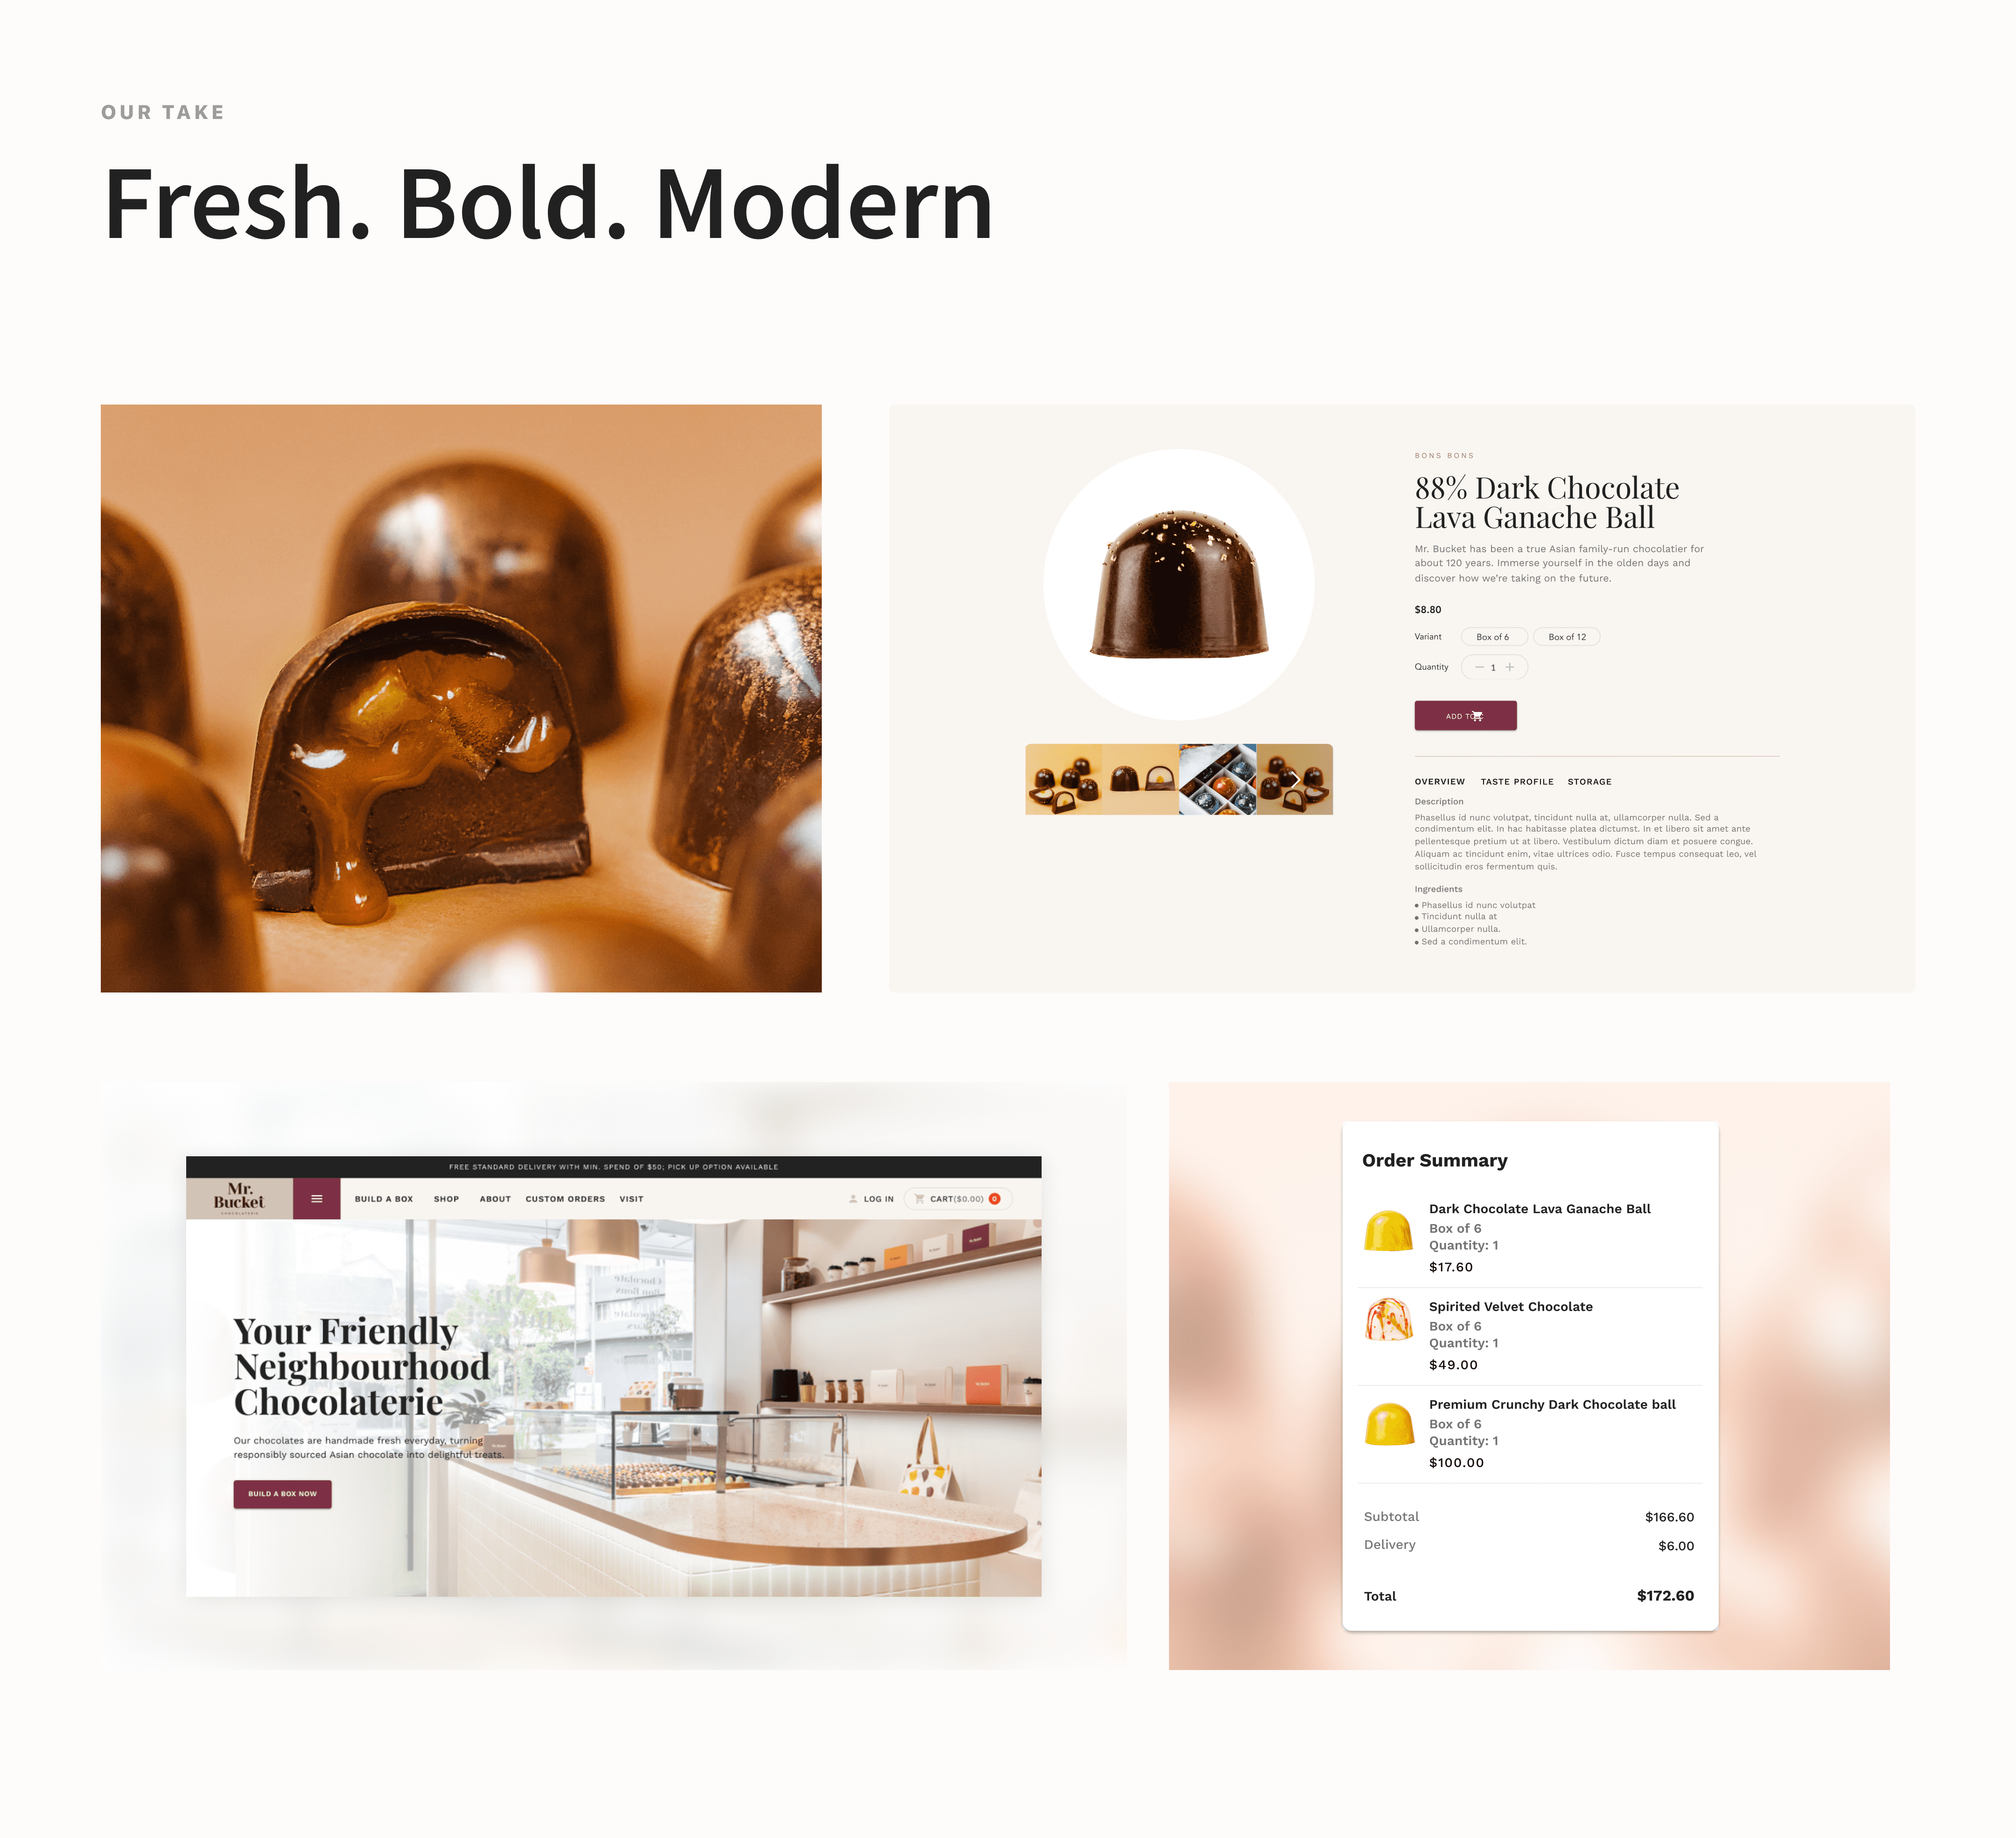 OUR TAKE
Fresh. Bold. Modern
BONS BONS
88% Dark Chocolate
Lava Ganache Ball
Mr. Bucket has been a true Asian family-run chocolatier for
about 120 years. Immerse yourself in the olden days and
discover how we're taking on the future.
$8.80
Variant Box of 6 Box of 12
Quantity 1
ADD TO
OVERVIEW TASTE PROFILE STORAGE
Description
Phasellus id nunc volutpat, tincidunt nulla at, ullamcorper nulla. Sed a
condimentum elit. In hac habitasse platea dictumst. In et libero sit amet ante
pellentesque pretium ut at libero. Vestibulum dictum diam et posuere congue.
Aliquam ac tincidunt enim, vitae ultrices odio. Fusce tempus consequat leo, vel
sollicitudin eros fermentum quis.
Ingredients
• Phasellus id nunc volutpat
• Tincidunt nulla at
• Ullamcorper nulla.
• Sed a condimentum elit.
FREE STANDARD DELIVERY WITH MIN. SPEND OF $50; PICK UP OPTION AVAILABLE
Mr.
Bucket
CHOCOLATERIE
BUILD A BOX SHOP ABOUT CUSTOM ORDERS VISIT LOG IN CART($0.00) 0
Your Friendly
Neighbourhood
Chocolaterie
Our chocolates are handmade fresh everyday, turning
responsibly sourced Asian chocolate into delightful treats.
BUILD A BOX NOW
Order Summary
Dark Chocolate Lava Ganache Ball
Box of 6
Quantity: 1
$17.60
Spirited Velvet Chocolate
Box of 6
Quantity: 1
$49.00
Premium Crunchy Dark Chocolate ball
Box of 6
Quantity: 1
$100.00
Subtotal $166.60
Delivery $6.00
Total $172.60